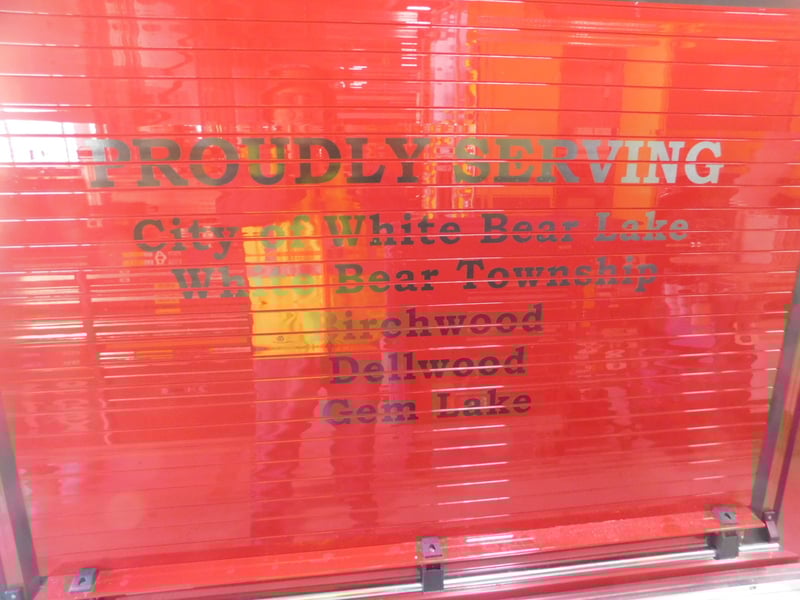 PROUDLY SERVING
City of White Bear Lake
White Bear Township
Birchwood
Dellwood
Gem Lake